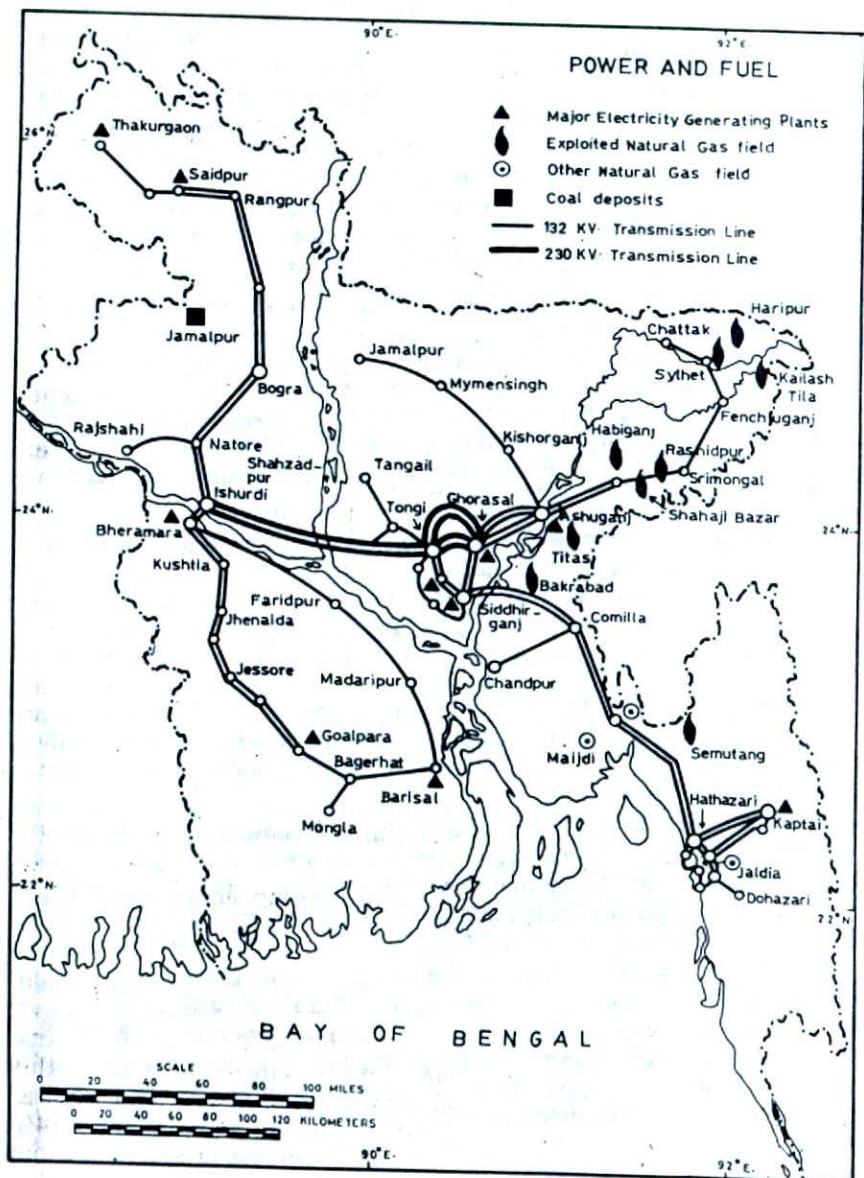 90°E·
92°E·
POWER AND FUEL
Major Electricity Generating Plants
Exploited Natural Gas field
Other Natural Gas field
Coal deposits
132 KV· Transmission Line
230 KV· Transmission Line
26°N·
Thakurgaon
Saidpur
Rangpur
Haripur
Chattak
Jamalpur
Jamalpur
Sylhet
Kailash
Tila
Mymensingh
Bogra
Fenchuganj
Rajshahi
Natore
Kishorganj
Habiganj
Rashidpur
Shahzad-
pur
Tangail
Srimongal
Ishurdi
Tongi
Ghorasal
24°N·
24°N
Ashuganj
Shahaji Bazar
Bheramara
Titas
Kushtia
Bakrabad
Faridpur
Siddhir-
ganj
Comilla
Jhenaida
Jessore
Madaripur
Chandpur
Goalpara
Maijdi
Semutang
Bagerhat
Barisal
Hathazari
Mongla
Kaptai
Jaldia
22°N
Dohazari
22°N
BAY OF BENGAL
SCALE
0 20 40 60 80 100 MILES
0 20 40 60 80 100 120 KILOMETERS
90°E·
92°E